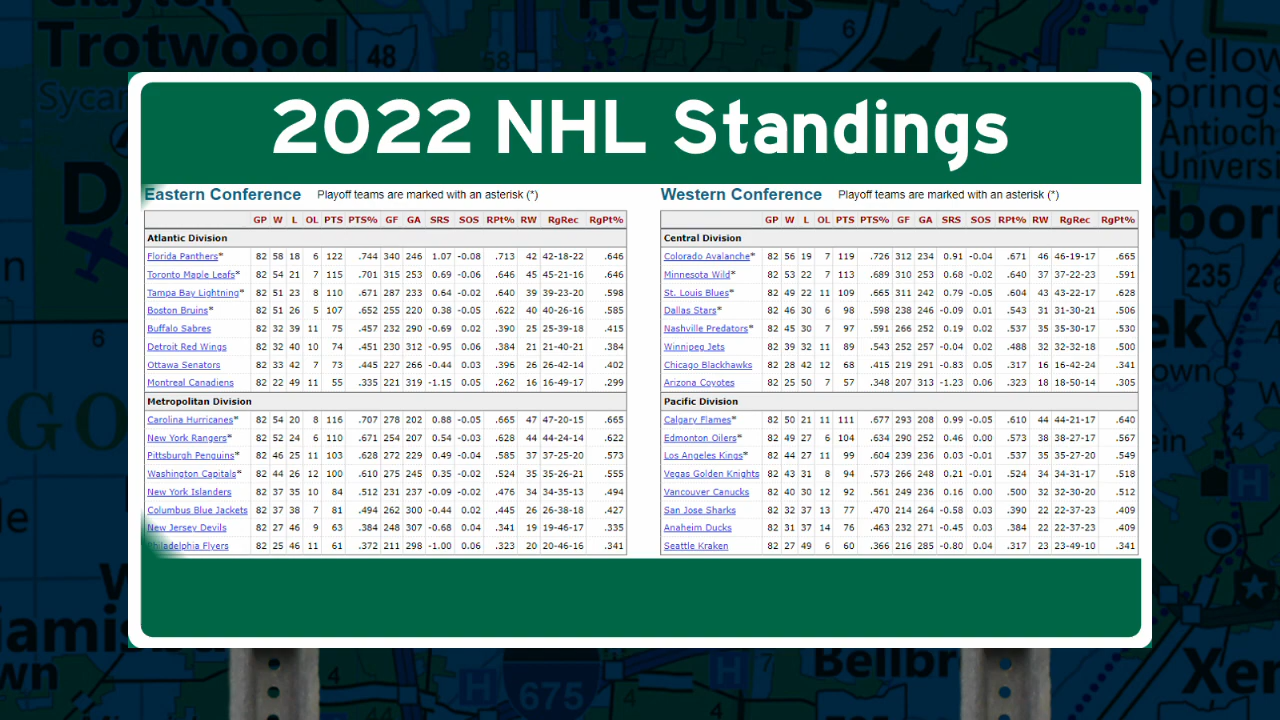 Clayton
Heights
Trotwood
48
58
6
Yellow
Springs
Antioch
Universi
2022 NHL Standings
Eastern Conference Playoff teams are marked with an asterisk (*)
GP W L OL PTS PTS% GF GA SRS SOS RPt% RW RgRec RgPt%
Atlantic Division
Florida Panthers* 82 58 18 6 122 .744 340 246 1.07 -0.08 .713 42 42-18-22 .646
Toronto Maple Leafs* 82 54 21 7 115 .701 315 253 0.69 -0.06 .646 45 45-21-16 .646
Tampa Bay Lightning* 82 51 23 8 110 .671 287 233 0.64 -0.02 .640 39 39-23-20 .598
Boston Bruins* 82 51 26 5 107 .652 255 220 0.38 -0.05 .622 40 40-26-16 .585
Buffalo Sabres 82 32 39 11 75 .457 232 290 -0.69 0.02 .390 25 25-39-18 .415
Detroit Red Wings 82 32 40 10 74 .451 230 312 -0.95 0.06 .384 21 21-40-21 .384
Ottawa Senators 82 33 42 7 73 .445 227 266 -0.44 0.03 .396 26 26-42-14 .402
Montreal Canadiens 82 22 49 11 55 .335 221 319 -1.15 0.05 .262 16 16-49-17 .299
Metropolitan Division
Carolina Hurricanes* 82 54 20 8 116 .707 278 202 0.88 -0.05 .665 47 47-20-15 .665
New York Rangers* 82 52 24 6 110 .671 254 207 0.54 -0.03 .628 44 44-24-14 .622
Pittsburgh Penguins* 82 46 25 11 103 .628 272 229 0.49 -0.04 .585 37 37-25-20 .573
Washington Capitals* 82 44 26 12 100 .610 275 245 0.35 -0.02 .524 35 35-26-21 .555
New York Islanders 82 37 35 10 84 .512 231 237 -0.09 -0.02 .476 34 34-35-13 .494
Columbus Blue Jackets 82 37 38 7 81 .494 262 300 -0.44 0.02 .445 26 26-38-18 .427
New Jersey Devils 82 27 46 9 63 .384 248 307 -0.68 0.04 .341 19 19-46-17 .335
Philadelphia Flyers 82 25 46 11 61 .372 211 298 -1.00 0.06 .323 20 20-46-16 .341
Western Conference Playoff teams are marked with an asterisk (*)
GP W L OL PTS PTS% GF GA SRS SOS RPt% RW RgRec RgPt%
Central Division
Colorado Avalanche* 82 56 19 7 119 .726 312 234 0.91 -0.04 .671 46 46-19-17 .665
Minnesota Wild* 82 53 22 7 113 .689 310 253 0.68 -0.02 .640 37 37-22-23 .591
St. Louis Blues* 82 49 22 11 109 .665 311 242 0.79 -0.05 .604 43 43-22-17 .628
Dallas Stars* 82 46 30 6 98 .598 238 246 -0.09 0.01 .543 31 31-30-21 .506
Nashville Predators* 82 45 30 7 97 .591 266 252 0.19 0.02 .537 35 35-30-17 .530
Winnipeg Jets 82 39 32 11 89 .543 252 257 -0.04 0.02 .488 32 32-32-18 .500
Chicago Blackhawks 82 28 42 12 68 .415 219 291 -0.83 0.05 .317 16 16-42-24 .341
Arizona Coyotes 82 25 50 7 57 .348 207 313 -1.23 0.06 .323 18 18-50-14 .305
Pacific Division
Calgary Flames* 82 50 21 11 111 .677 293 208 0.99 -0.05 .610 44 44-21-17 .640
Edmonton Oilers* 82 49 27 6 104 .634 290 252 0.46 0.00 .573 38 38-27-17 .567
Los Angeles Kings* 82 44 27 11 99 .604 239 236 0.03 -0.01 .537 35 35-27-20 .549
Vegas Golden Knights 82 43 31 8 94 .573 266 248 0.21 -0.01 .524 34 34-31-17 .518
Vancouver Canucks 82 40 30 12 92 .561 249 236 0.16 0.00 .500 32 32-30-20 .512
San Jose Sharks 82 32 37 13 77 .470 214 264 -0.58 0.03 .390 22 22-37-23 .409
Anaheim Ducks 82 31 37 14 76 .463 232 271 -0.45 0.03 .384 22 22-37-23 .409
Seattle Kraken 82 27 49 6 60 .366 216 285 -0.80 0.04 .317 23 23-49-10 .341
235
6
4
4
H
675
H
7
4
Bellbr
Xen